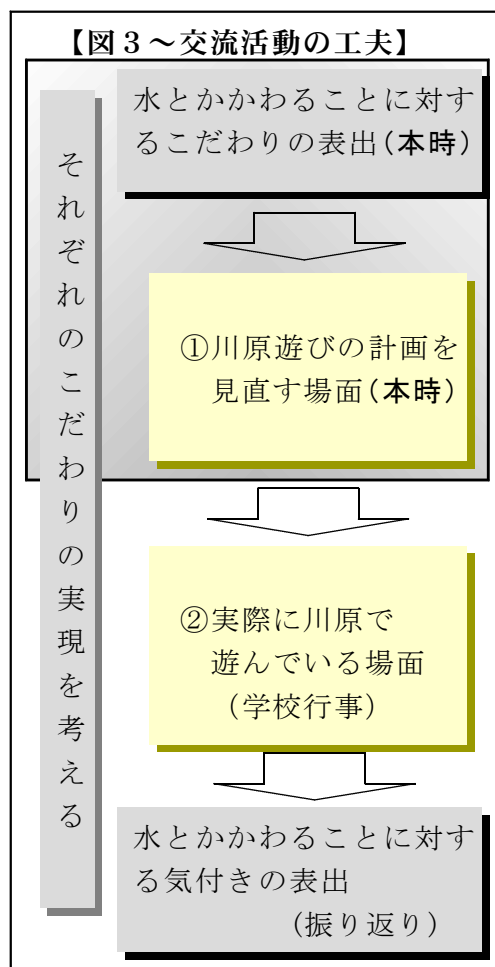 【図３～交流活動の工夫】
それぞれのこだわりの実現を考える
水とかかわることに対す
るこだわりの表出(本時)
①川原遊びの計画を
見直す場面(本時)
②実際に川原で
遊んでいる場面
(学校行事)
水とかかわることに対す
る気付きの表出
(振り返り)